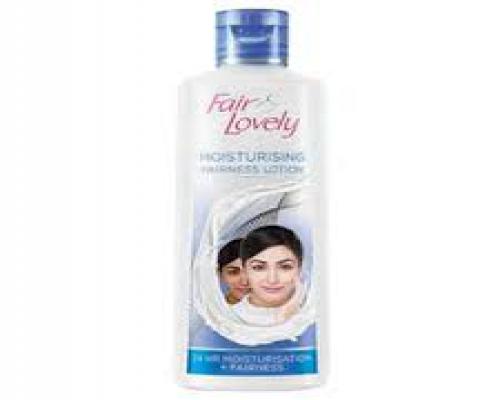 Fair
Lovely
MOISTURISING
FAIRNESS LOTION
24 HR MOISTURISATION
+ FAIRNESS